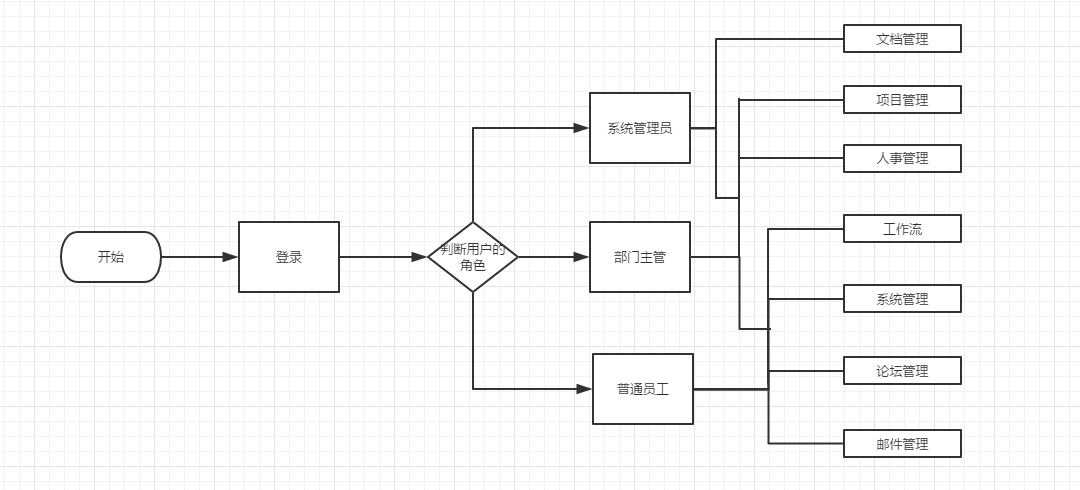 开始
登录
判断用户的
角色
系统管理员
部门主管
普通员工
文档管理
项目管理
人事管理
工作流
系统管理
论坛管理
邮件管理